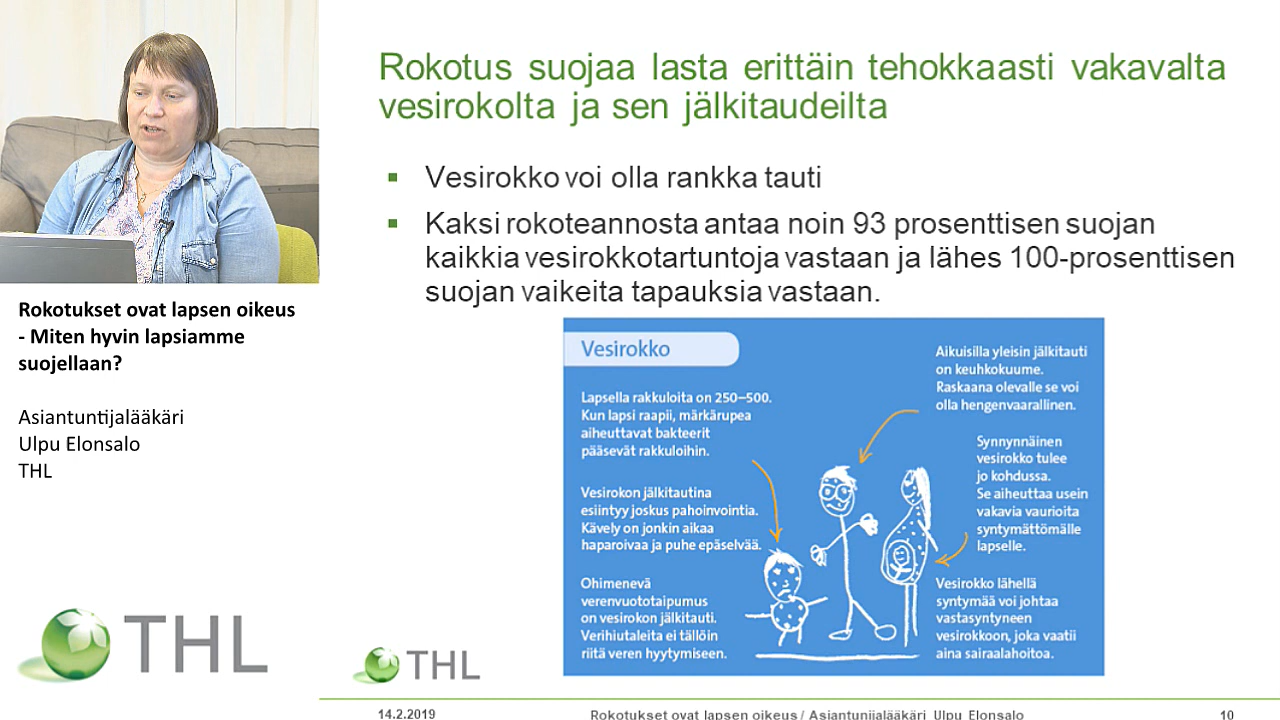 Rokotus suojaa lasta erittäin tehokkaasti vakavalta
vesirokolta ja sen jälkitaudeilta
Vesirokko voi olla rankka tauti
Kaksi rokoteannosta antaa noin 93 prosenttisen suojan
kaikkia vesirokkotartuntoja vastaan ja lähes 100-prosenttisen
suojan vaikeita tapauksia vastaan.
Vesirokko
Lapsella rakkuloita on 250–500.
Kun lapsi raapii, märkärupea
aiheuttavat bakteerit
pääsevät rakkuloihin.
Vesirokon jälkitautina
esiintyy joskus pahoinvointia.
Kävely on jonkin aikaa
haparoivaa ja puhe epäselvää.
Ohimenevä
verenvuototaipumus
on vesirokon jälkitauti.
Verihiutaleita ei tällöin
riitä veren hyytymiseen.
Aikuisilla yleisin jälkitauti
on keuhkokuume.
Raskaana olevalle se voi
olla hengenvaarallinen.
Synnynnäinen
vesirokko tulee
jo kohdussa.
Se aiheuttaa usein
vakavia vaurioita
syntymättömälle
lapselle.
Vesirokko lähellä
syntymää voi johtaa
vastasyntyneen
vesirokkoon, joka vaatii
aina sairaalahoitoa.
Rokotukset ovat lapsen oikeus
- Miten hyvin lapsiamme
suojellaan?
Asiantuntijalääkäri
Ulpu Elonsalo
THL
THL
THL
14.2.2019
Rokotukset ovat lapsen oikeus / Asiantunijalääkäri Ulpu Elonsalo
10